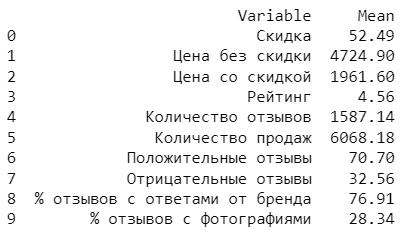 Variable Mean
0 Скидка 52.49
1 Цена без скидки 4724.90
2 Цена со скидкой 1961.60
3 Рейтинг 4.56
4 Количество отзывов 1587.14
5 Количество продаж 6068.18
6 Положительные отзывы 70.70
7 Отрицательные отзывы 32.56
8 % отзывов с ответами от бренда 76.91
9 % отзывов с фотографиями 28.34